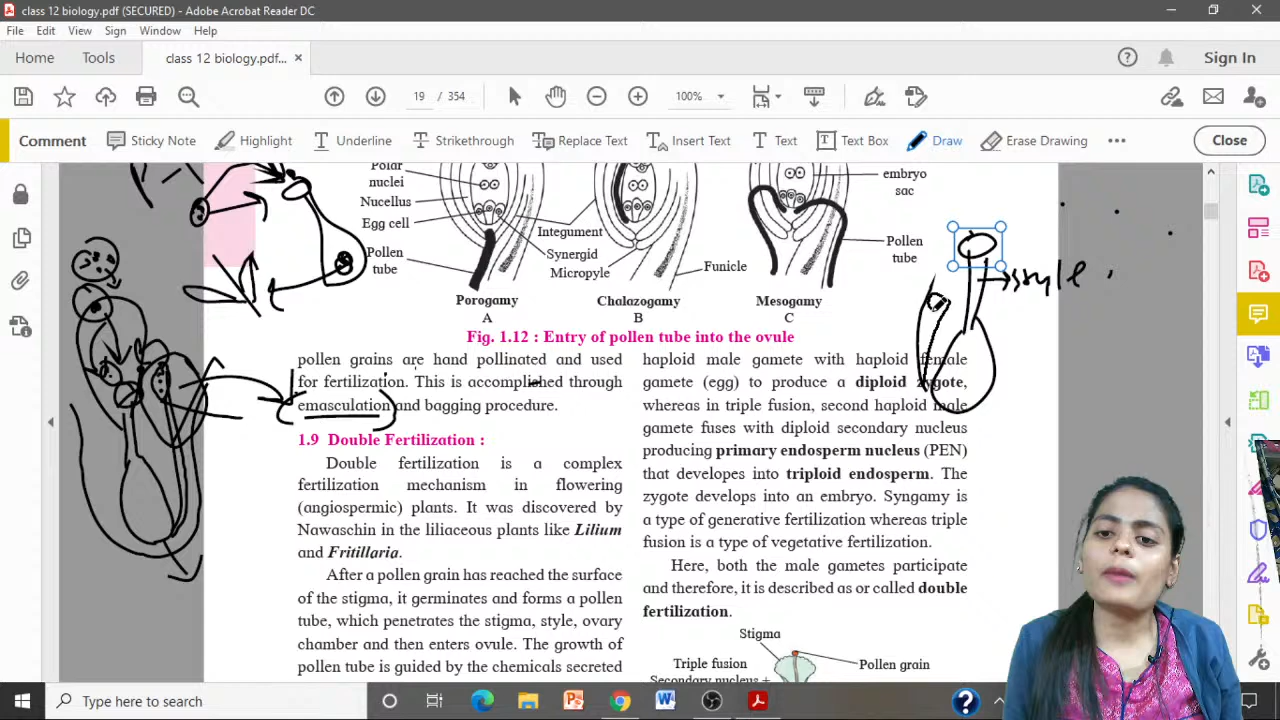 class 12 biology.pdf (SECURED) - Adobe Acrobat Reader DC
File Edit View Sign Window Help
Home Tools class 12 biology.pdf... × Sign In
19 / 354 100%
Comment Sticky Note Highlight Underline Strikethrough Replace Text Insert Text Text Text Box Draw Erase Drawing ••• Close
Polar
nuclei
Nucellus
Egg cell
Pollen
tube
Integument
Synergid
Micropyle
Funicle
embryo
sac
Pollen
tube
Porogamy
A
Chalazogamy
B
Mesogamy
C
Fig. 1.12 : Entry of pollen tube into the ovule
style
pollen grains are hand pollinated and used
for fertilization. This is accomplished through
emasculation and bagging procedure.
1.9 Double Fertilization :
Double fertilization is a complex
fertilization mechanism in flowering
(angiospermic) plants. It was discovered by
Nawaschin in the liliaceous plants like Lilium
and Fritillaria.
After a pollen grain has reached the surface
of the stigma, it germinates and forms a pollen
tube, which penetrates the stigma, style, ovary
chamber and then enters ovule. The growth of
pollen tube is guided by the chemicals secreted
haploid male gamete with haploid female
gamete (egg) to produce a diploid zygote,
whereas in triple fusion, second haploid male
gamete fuses with diploid secondary nucleus
producing primary endosperm nucleus (PEN)
that developes into triploid endosperm. The
zygote develops into an embryo. Syngamy is
a type of generative fertilization whereas triple
fusion is a type of vegetative fertilization.
Here, both the male gametes participate
and therefore, it is described as or called double
fertilization.
Stigma
Triple fusion
Pollen grain
Secondary nucleus +
Type here to search